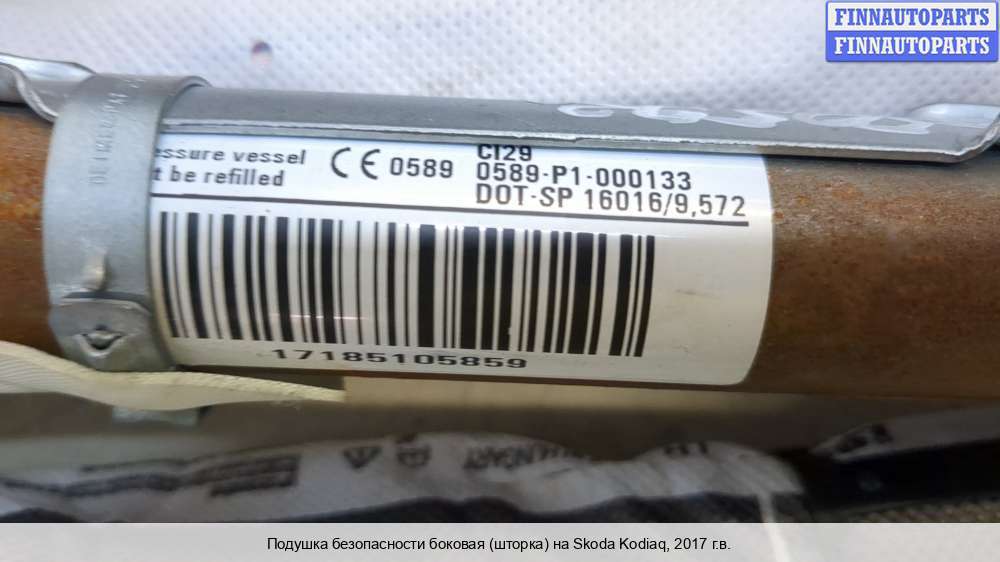 FINNAUTOPARTS
FINNAUTOPARTS
essure vessel
t be refilled
CE 0589
CI29
0589-P1-000133
DOT-SP 16016/9,572
17185105859
Подушка безопасности боковая (шторка) на Skoda Kodiaq, 2017 г.в.